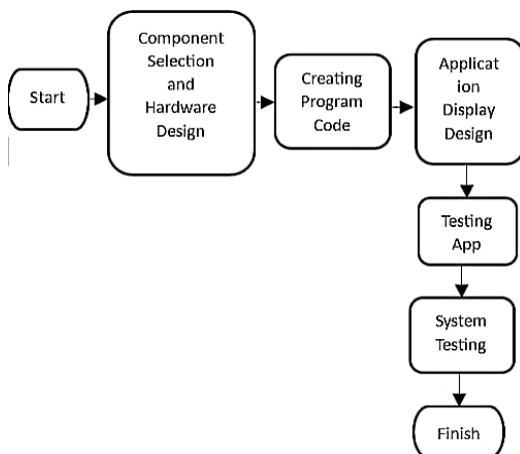 Start
Component
Selection
and
Hardware
Design
Creating
Program
Code
Applicat
ion
Display
Design
Testing
App
System
Testing
Finish